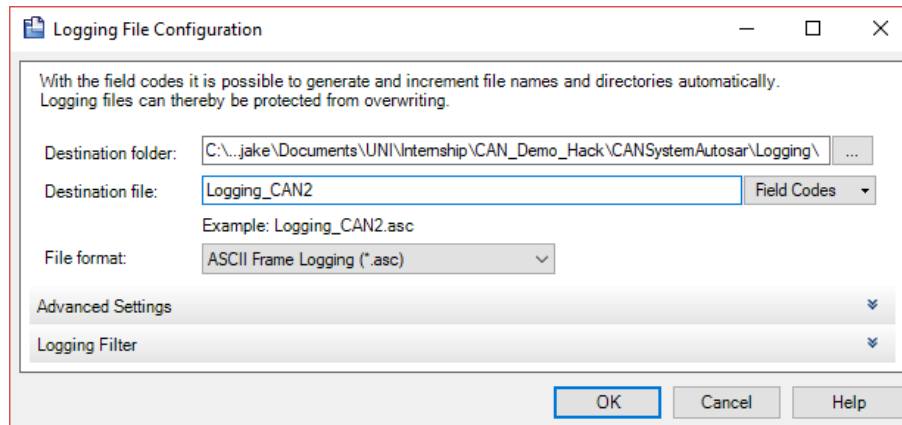 Logging File Configuration
With the field codes it is possible to generate and increment file names and directories automatically.
Logging files can thereby be protected from overwriting.
Destination folder: C:\...jake\Documents\UNI\Internship\CAN_Demo_Hack\CANSystemAutosar\Logging\ ...
Destination file: Logging_CAN2 Field Codes
Example: Logging_CAN2.asc
File format: ASCII Frame Logging (*.asc)
Advanced Settings
Logging Filter
OK Cancel Help